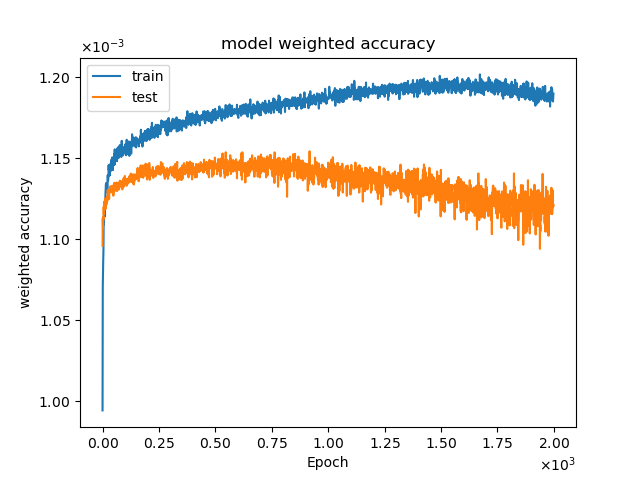 model weighted accuracy
×10⁻³
train
test
1.20
1.15
1.10
1.05
1.00
weighted accuracy
0.00 0.25 0.50 0.75 1.00 1.25 1.50 1.75 2.00
Epoch
×10³